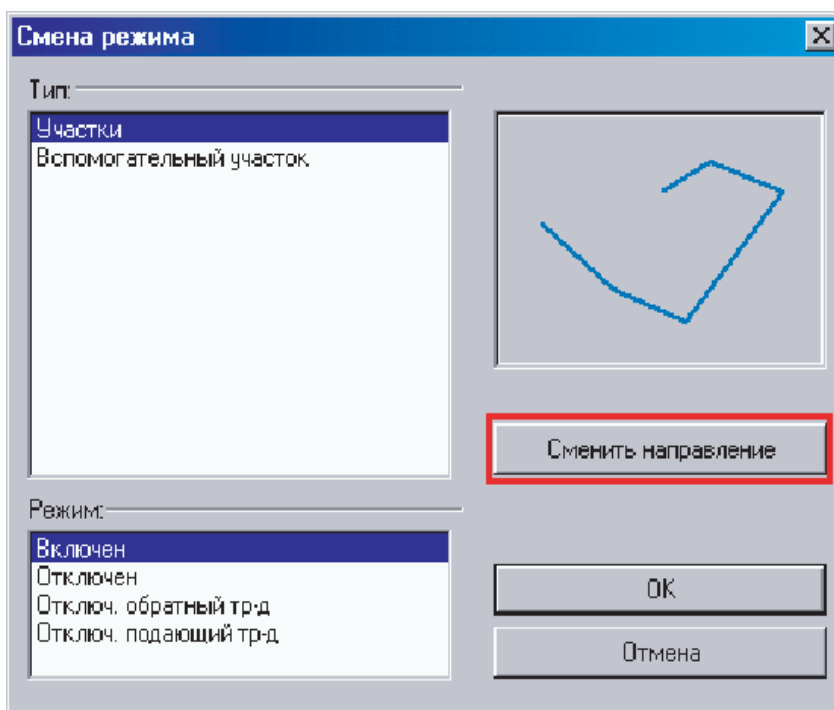 Смена режима
Тип:
Участки
Вспомогательный участок
Сменить направление
Режим:
Включен
Отключен
Отключ. обратный тр-д
Отключ. подающий тр-д
OK
Отмена